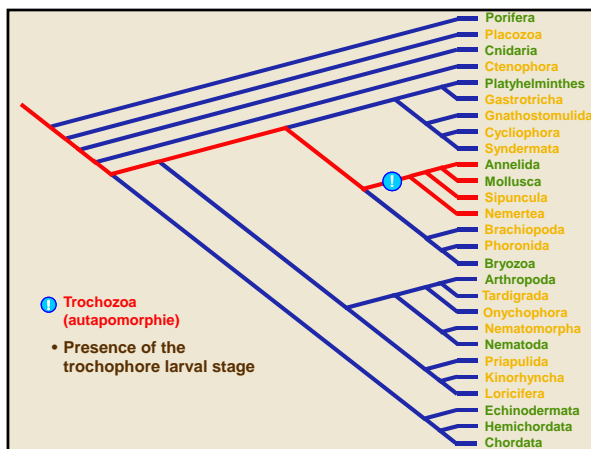 Porifera
Placozoa
Cnidaria
Ctenophora
Platyhelminthes
Gastrotricha
Gnathostomulida
Cycliophora
Syndermata
Annelida
Mollusca
Sipuncula
Nemertea
Brachiopoda
Phoronida
Bryozoa
Arthropoda
Tardigrada
Onychophora
Nematomorpha
Nematoda
Priapulida
Kinorhyncha
Loricifera
Echinodermata
Hemichordata
Chordata
!
! Trochozoa
(autapomorphie)
• Presence of the
trochophore larval stage